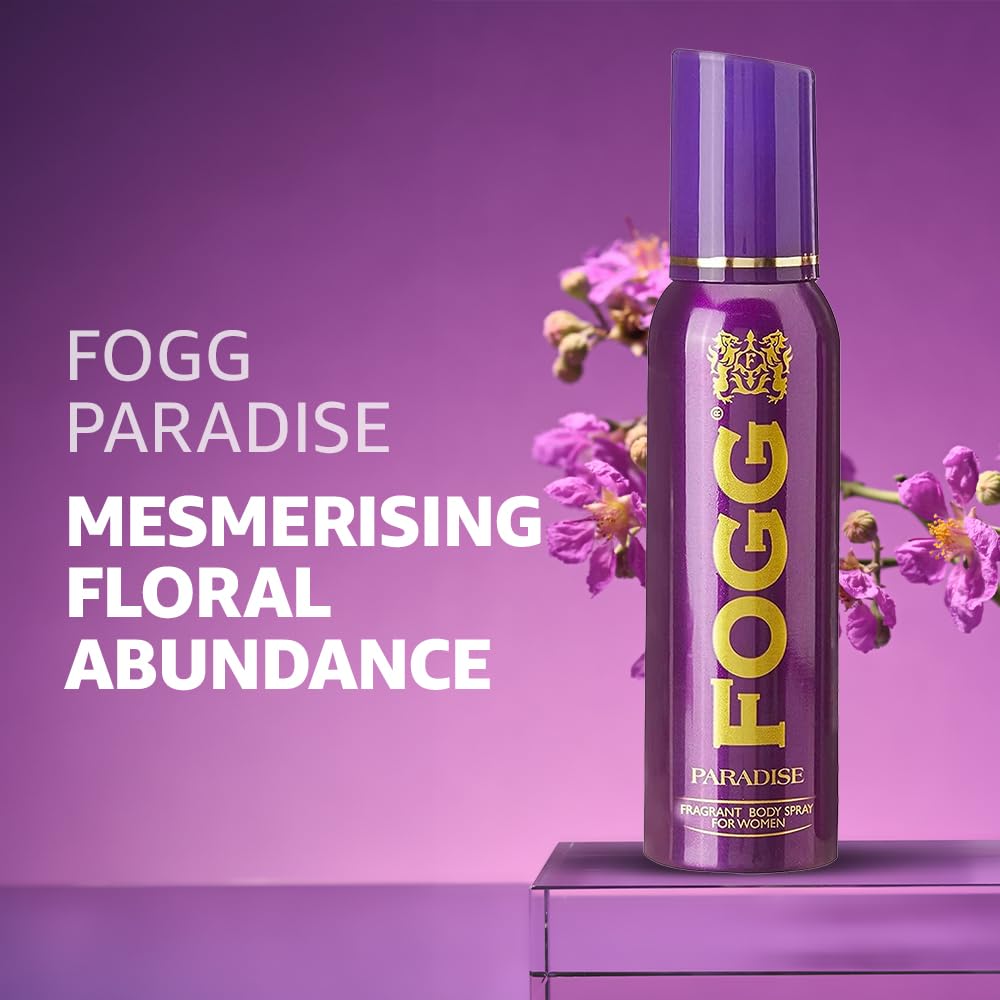 FOGG
PARADISE
MESMERISING
FLORAL
ABUNDANCE
F
®
FOGG
PARADISE
FRAGRANT BODY SPRAY
FOR WOMEN